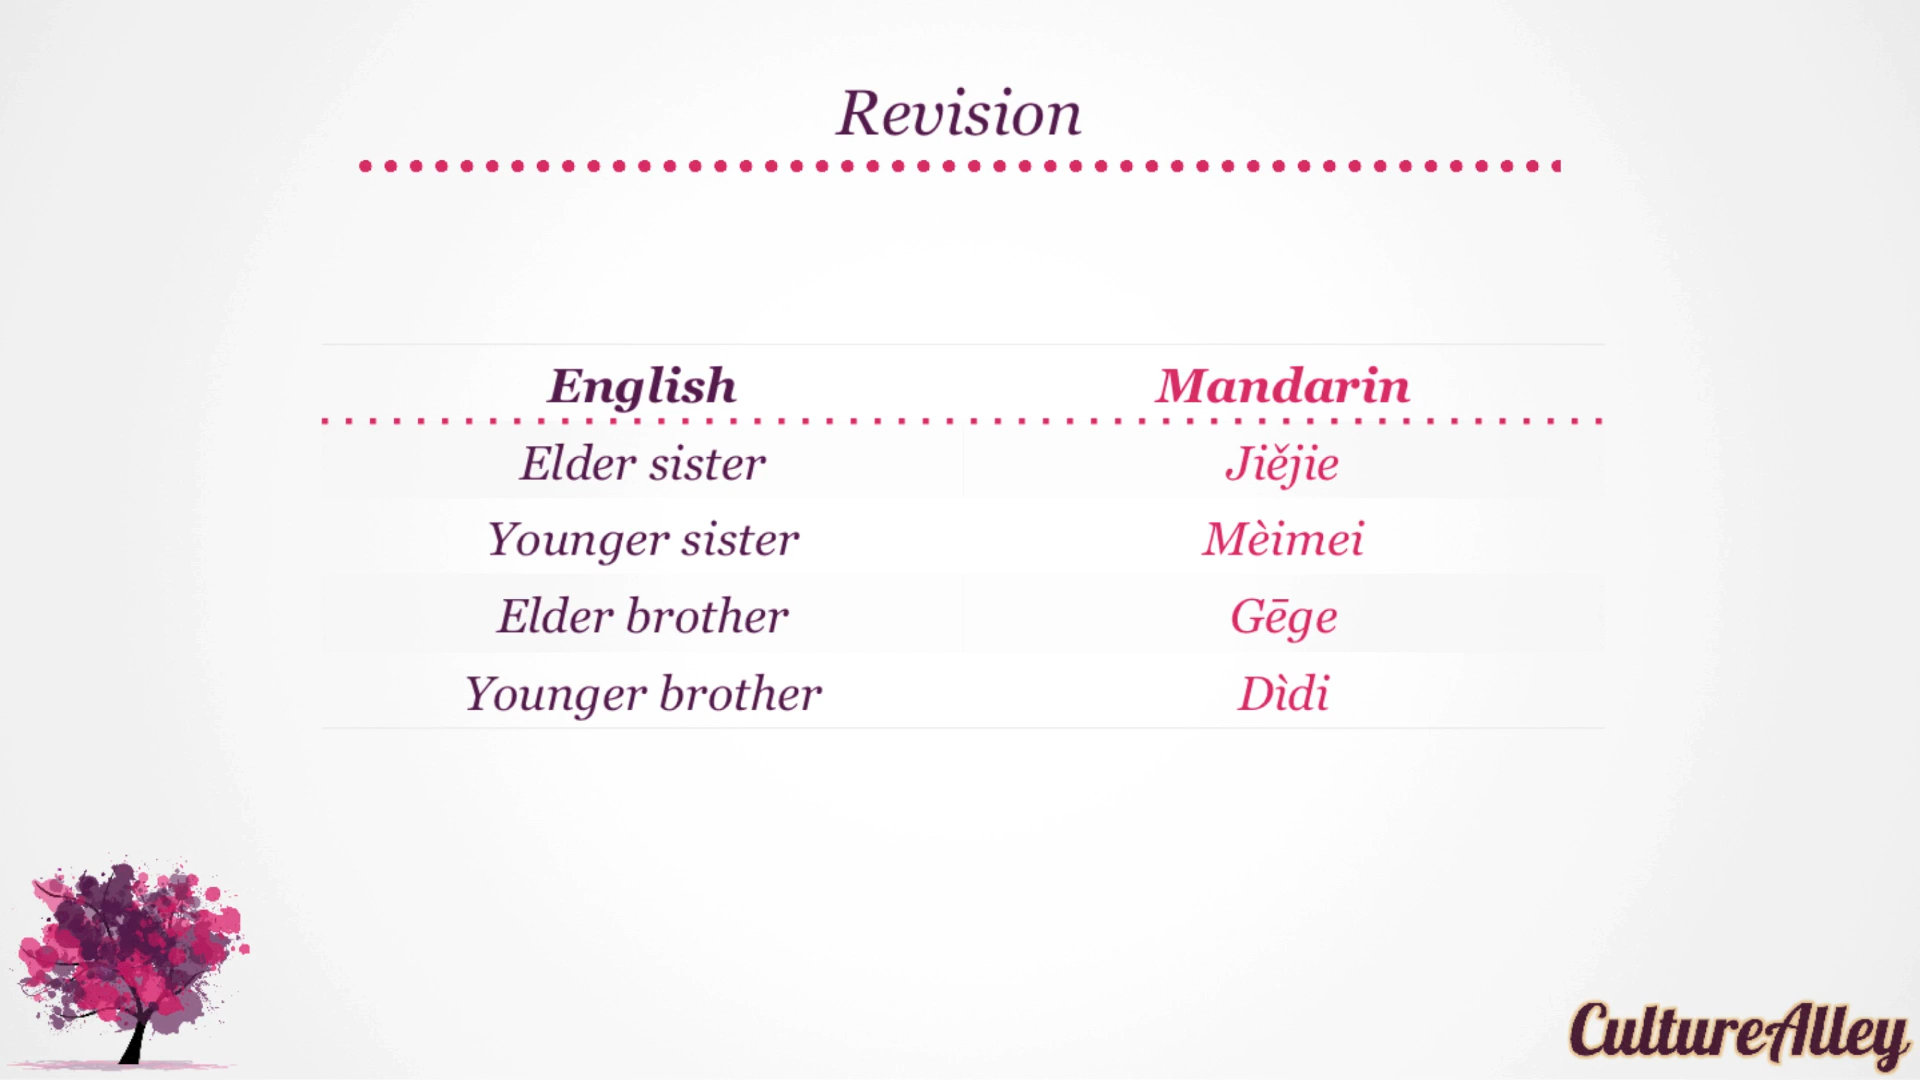 Revision
English Mandarin
Elder sister Jiějie
Younger sister Mèimei
Elder brother Gēge
Younger brother Dìdi
CultureAlley